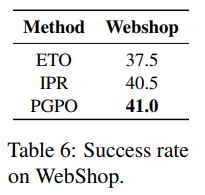 Method Webshop
ETO 37.5
IPR 40.5
PGPO 41.0
Table 6: Success rate
on WebShop.